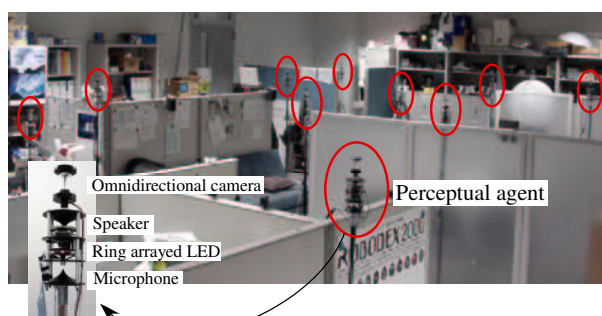 Omnidirectional camera
Speaker
Ring arrayed LED
Microphone
Perceptual agent
ROBODEX2000